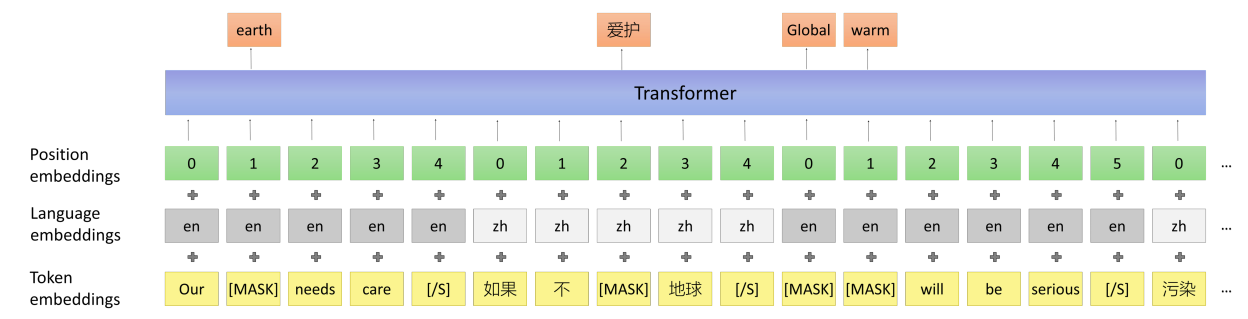 earth 爱护 Global warm
Transformer
Position embeddings 0 1 2 3 4 0 1 2 3 4 0 1 2 3 4 5 0 ...
Language embeddings en en en en en zh zh zh zh zh en en en en en en zh ...
Token embeddings Our [MASK] needs care [/S] 如果 不 [MASK] 地球 [/S] [MASK] [MASK] will be serious [/S] 污染 ...